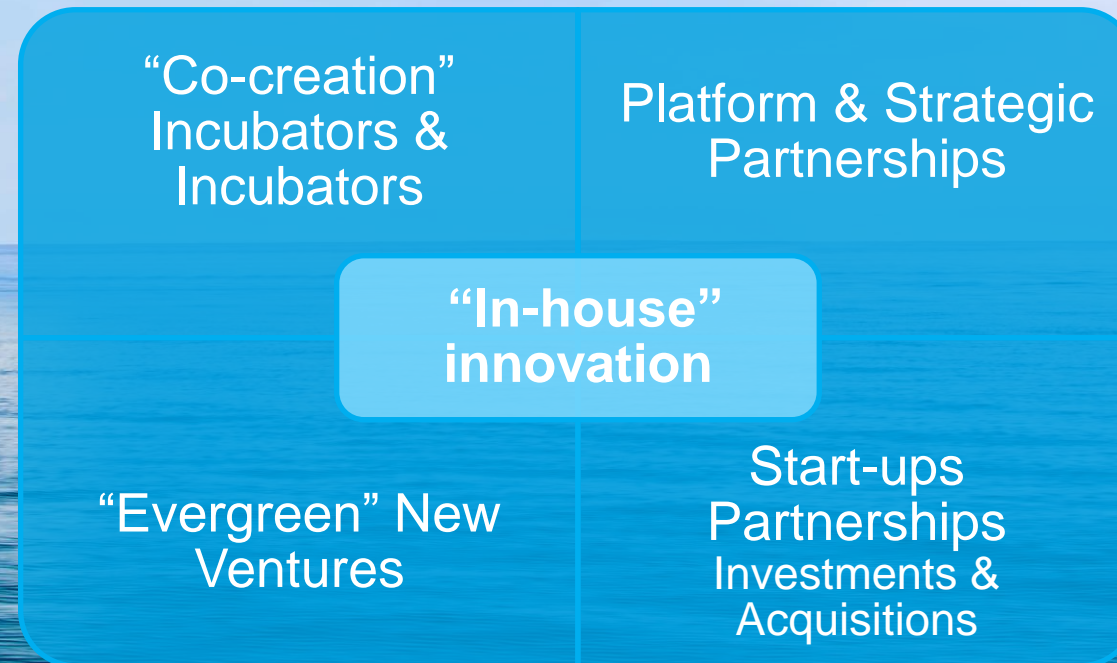 “Co-creation”
Incubators &
Incubators
Platform & Strategic
Partnerships
“In-house”
innovation
“Evergreen” New
Ventures
Start-ups
Partnerships
Investments &
Acquisitions